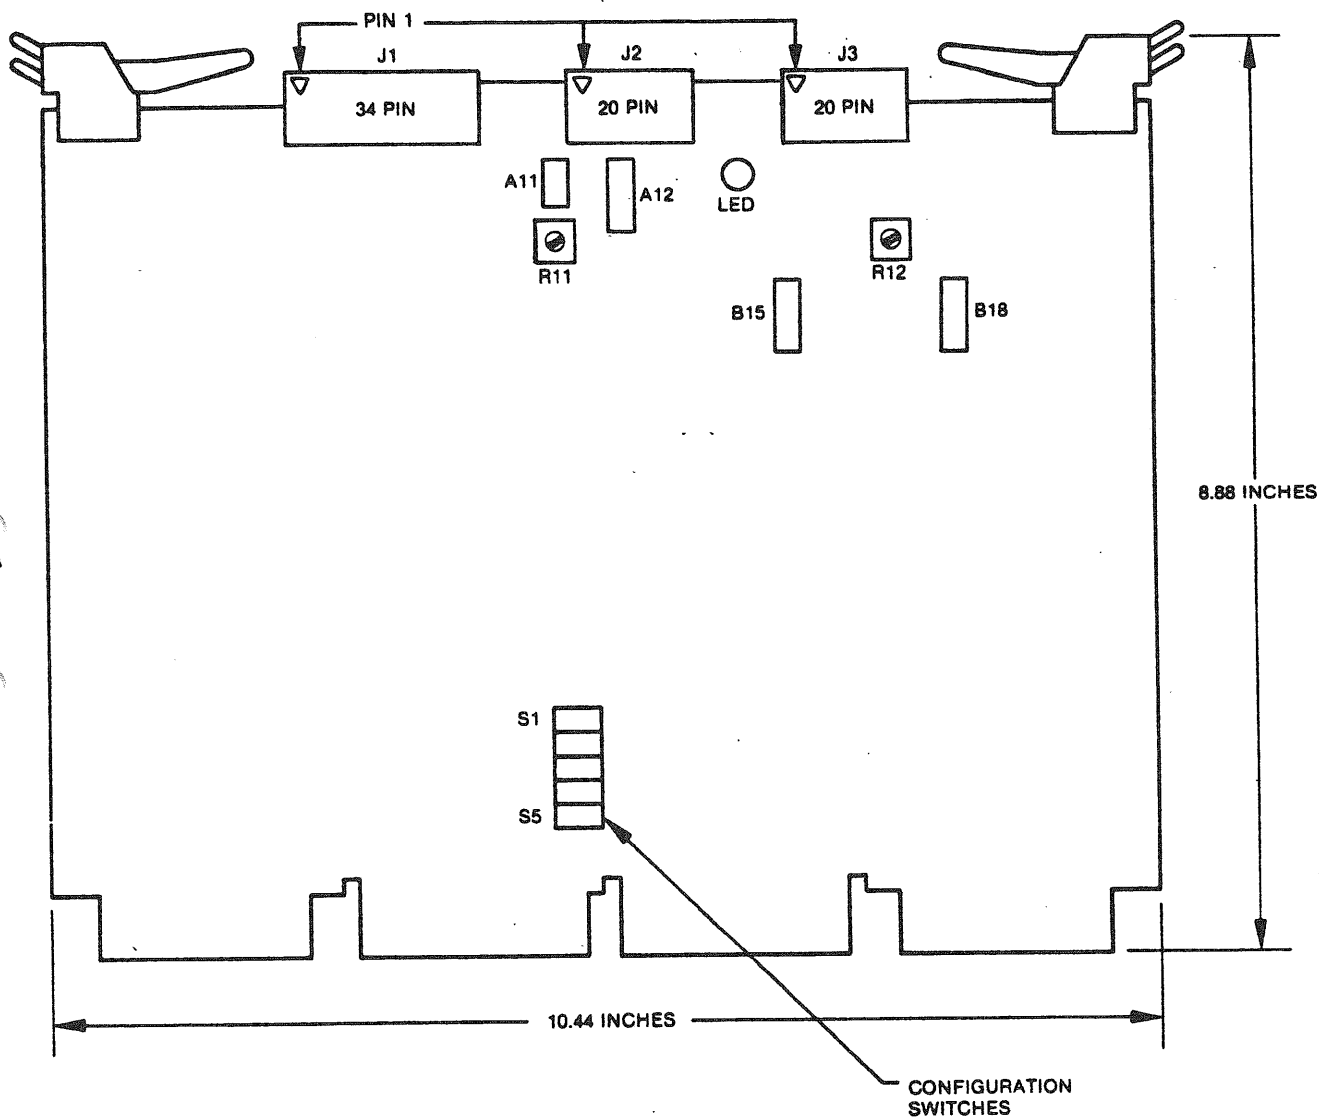 PIN 1
J1
J2
J3
34 PIN
20 PIN
20 PIN
A11
A12
LED
R11
R12
B15
B18
8.88 INCHES
S1
S5
10.44 INCHES
CONFIGURATION
SWITCHES